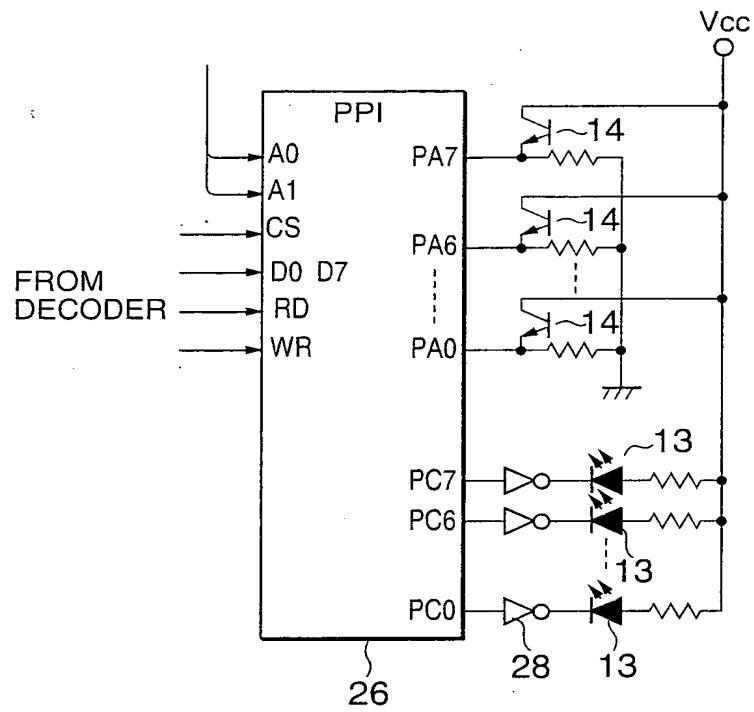 Vcc
PPI
A0
A1
CS
D0 D7
RD
WR
FROM
DECODER
PA7
PA6
PA0
14
14
14
PC7
PC6
PC0
13
13
13
28
26